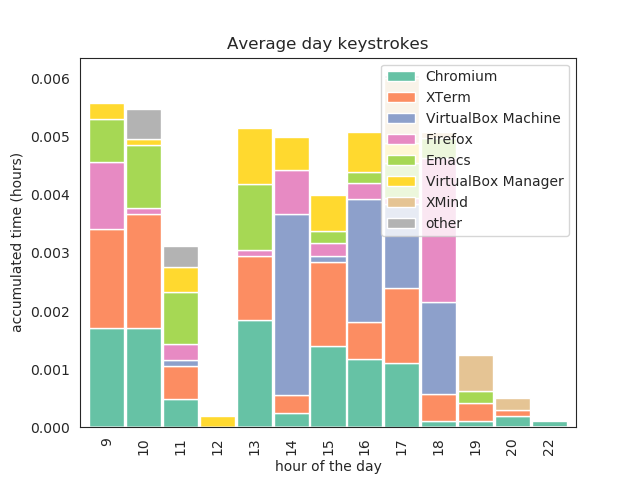 Average day keystrokes
accumulated time (hours)
0.006
0.005
0.004
0.003
0.002
0.001
0.000
Chromium
XTerm
VirtualBox Machine
Firefox
Emacs
VirtualBox Manager
XMind
other
9 10 11 12 13 14 15 16 17 18 19 20 22
hour of the day